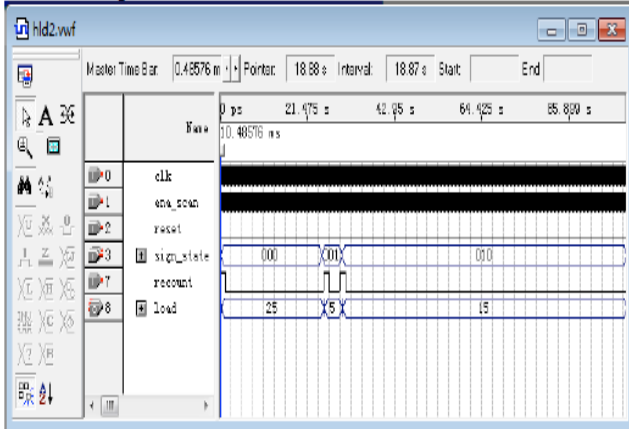 hld2.vwf
Master Time Bar: 0.48576 m Pointer: 18.88 s Interval: 18.87 s Start: End
Name
0 ps 21.475 s 42.95 s 64.425 s 85.899 s
10.48576 ms
0 clk
1 ena_scan
2 reset
3 sign_state 000 001 010
7 recount
8 load 25 5 15